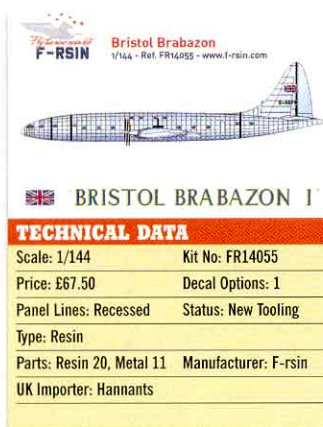 Bristol Brabazon
1/144 - Ref. FR14055 - www.f-rsin.com
F-RSIN
BRISTOL BRABAZON I
TECHNICAL DATA
Scale: 1/144 Kit No: FR14055
Price: £67.50 Decal Options: 1
Panel Lines: Recessed Status: New Tooling
Type: Resin
Parts: Resin 20, Metal 11 Manufacturer: F-rsin
UK Importer: Hannants